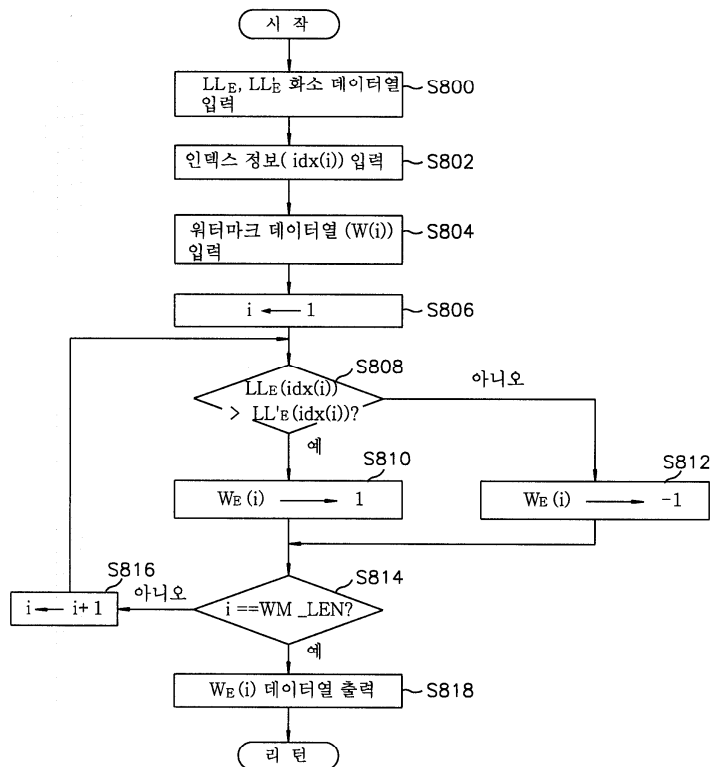 시 작
LLE, LL'E 화소 데이터열
입력
S800
인덱스 정보( idx(i)) 입력
S802
워터마크 데이터열 (W(i))
입력
S804
i ← 1
S806
S808
LLE(idx(i))
> LL'E(idx(i))?
아니오
예
S810
WE(i) → 1
S812
WE(i) → -1
S814
i ==WM_LEN?
아니오
S816
i ← i+1
예
WE(i) 데이터열 출력
S818
리 턴